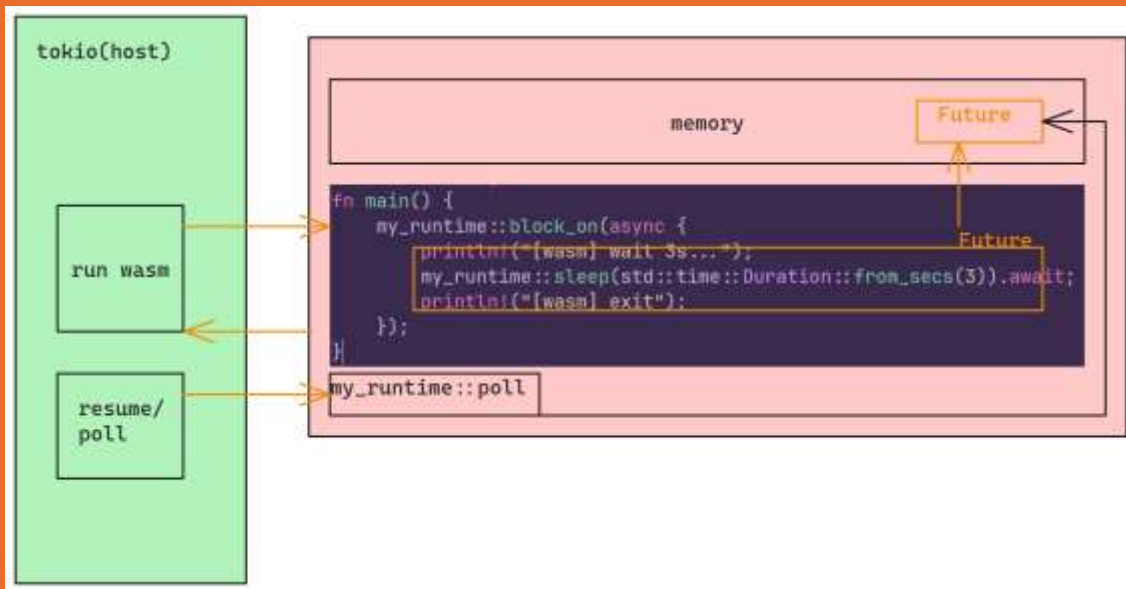 tokio(host)
memory
Future
fn main() {
my_runtime::block_on(async {
println!("[wasm] wait 3s...");
Future
my_runtime::sleep(std::time::Duration::from_secs(3)).await;
println!("[wasm] exit");
});
}
run wasm
my_runtime::poll
resume/
poll